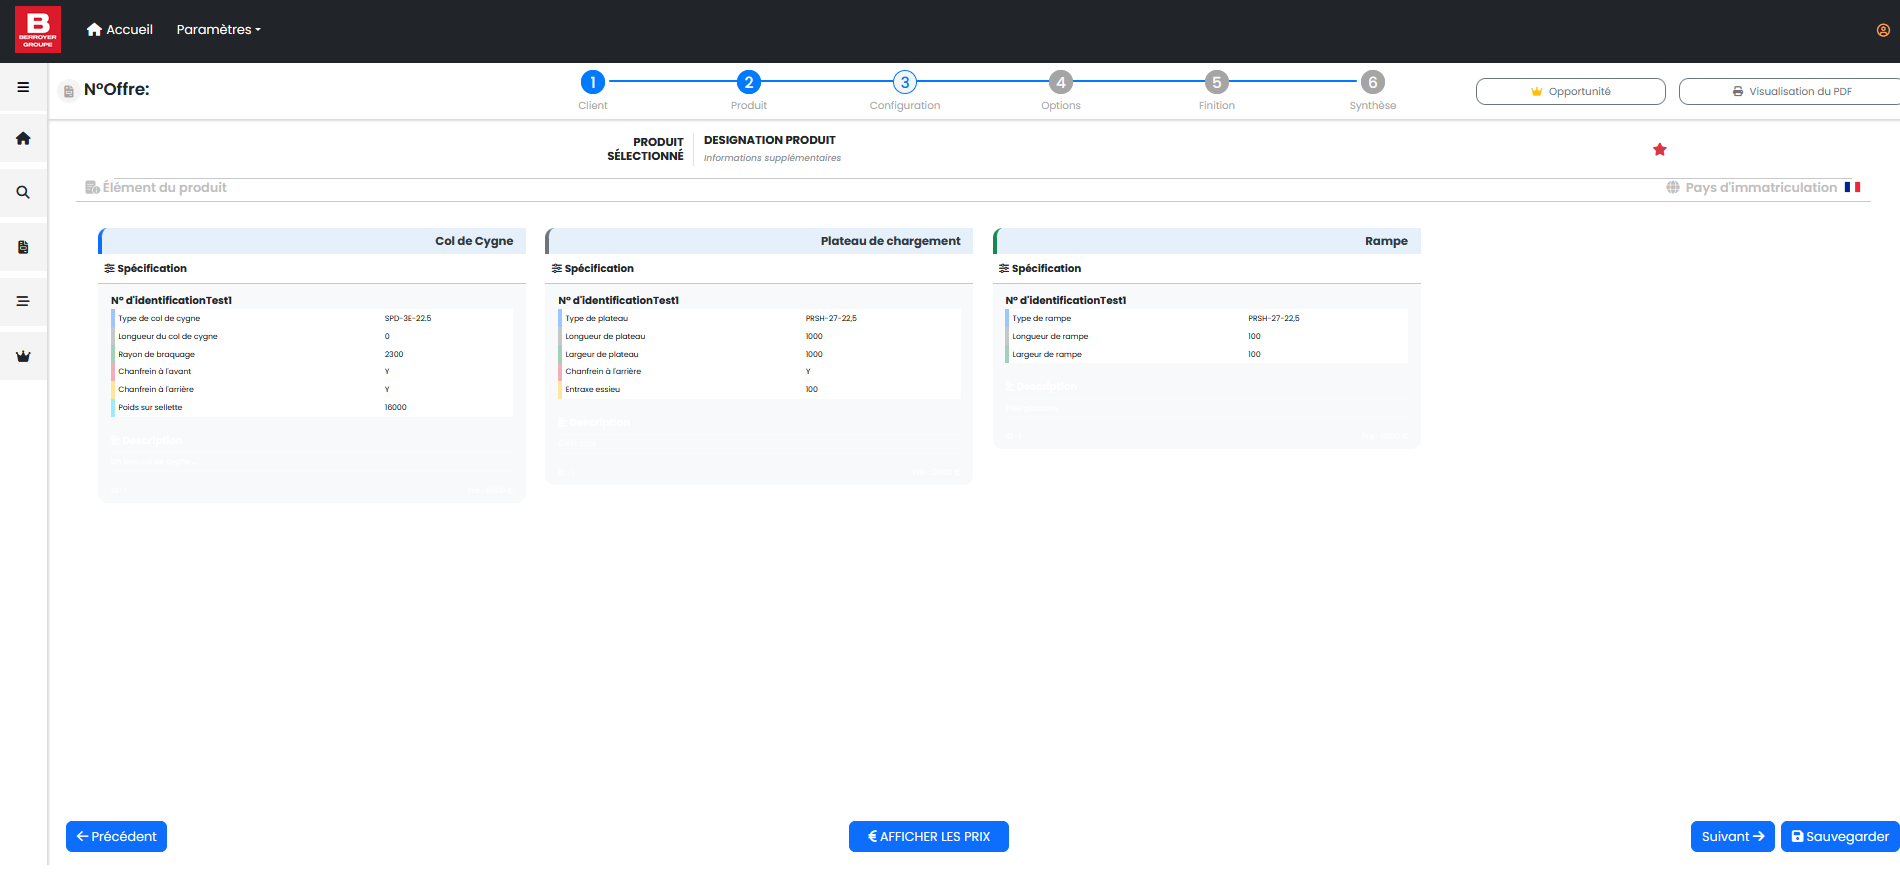 B
BERROYER
GROUPE
Accueil
Paramètres
N°Offre:
1
Client
2
Produit
3
Configuration
4
Options
5
Finition
6
Synthèse
Opportunité
Visualisation du PDF
PRODUIT
SÉLECTIONNÉ
DESIGNATION PRODUIT
Informations supplémentaires
Élément du produit
Pays d'immatriculation
Col de Cygne
Spécification
N° d'identificationTest1
Type de col de cygne SPD-3E-22.5
Longueur du col de cygne 0
Rayon de braquage 2300
Chanfrein à l'avant Y
Chanfrein à l'arrière Y
Poids sur sellette 16000
Description
Plateau de chargement
Spécification
N° d'identificationTest1
Type de plateau PRSH-27-22,5
Longueur de plateau 1000
Largeur de plateau 1000
Chanfrein à l'arrière Y
Entraxe essieu 100
Description
Rampe
Spécification
N° d'identificationTest1
Type de rampe PRSH-27-22,5
Longueur de rampe 100
Largeur de rampe 100
Description
Précédent
€ AFFICHER LES PRIX
Suivant
Sauvegarder